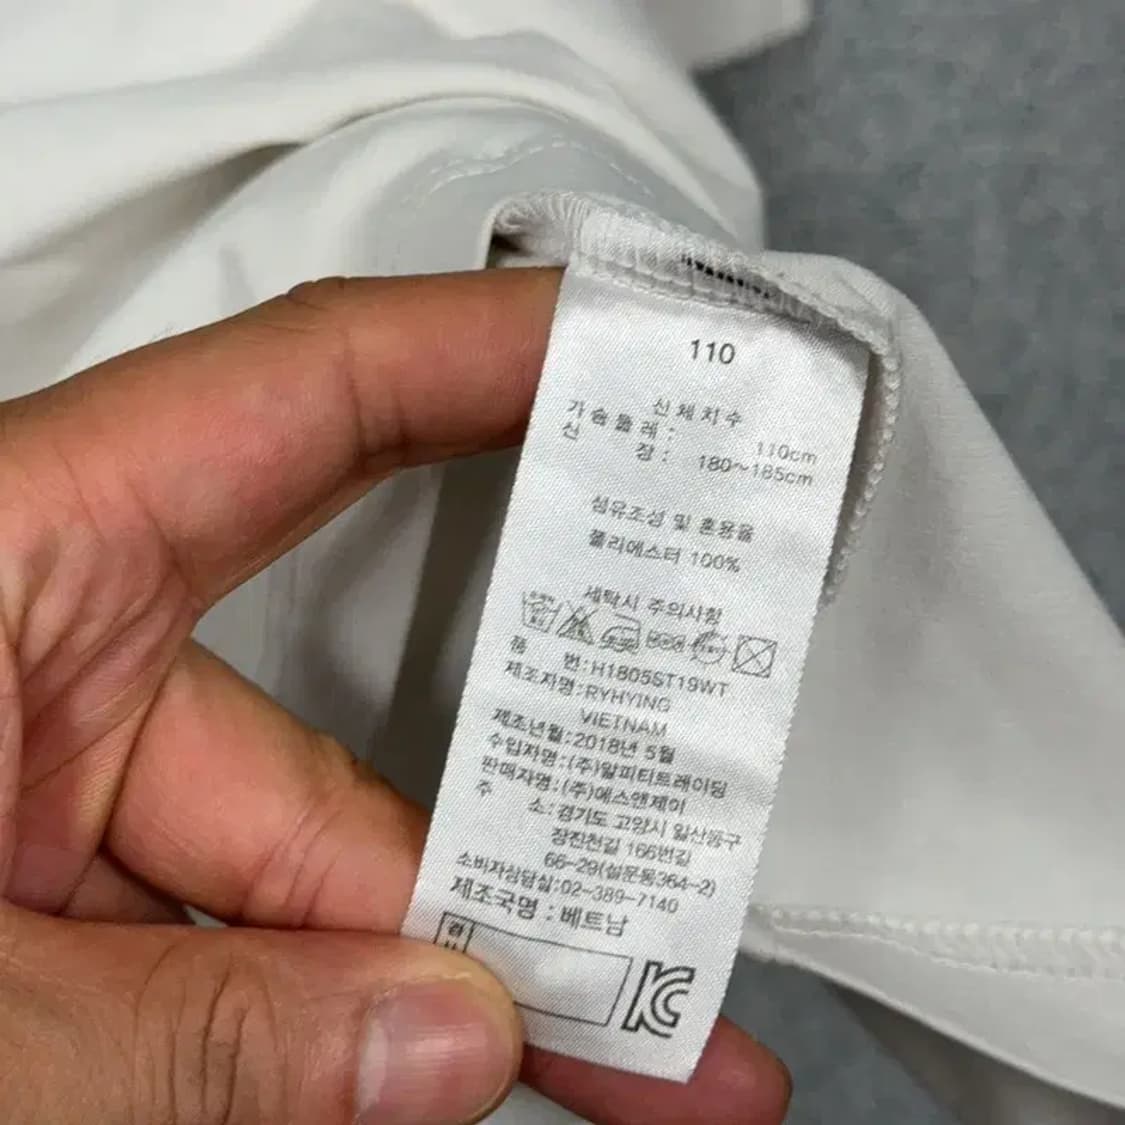 110
신체치수
가슴둘레: 110cm
신 장: 180~185cm
섬유조성 및 혼용율
폴리에스터 100%
세탁시 주의사항
품 번:H1805ST19WT
제조자명:RYHYING
VIETNAM
제조년월:2018년 5월
수입자명:(주)알피티트레이딩
판매자명:(주)에스앤제이
주 소:경기도 고양시 일산동구
장진천길 166번길
66-29(설문동364-2)
소비자상담실:02-389-7140
제조국명:베트남
KC